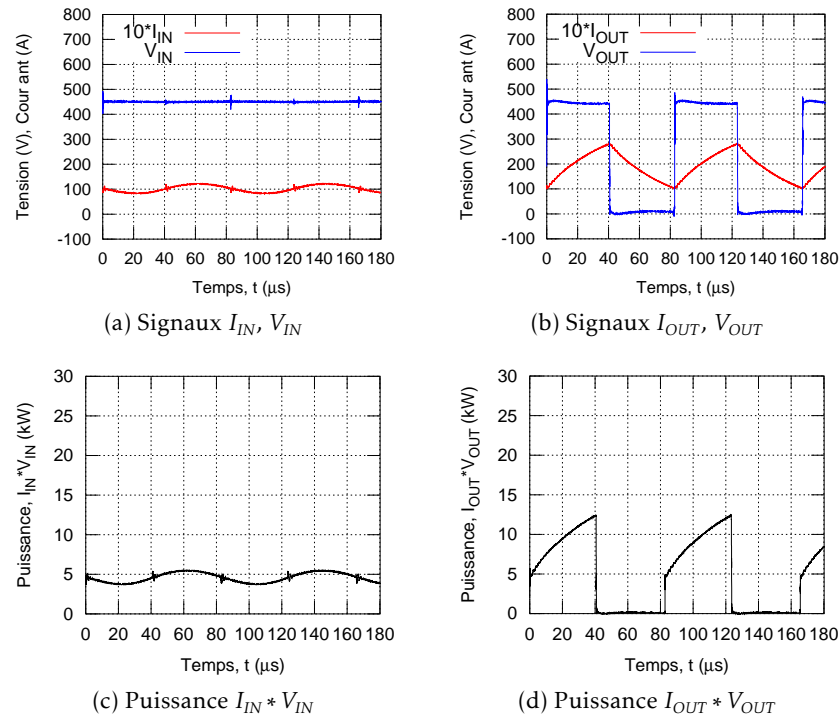 800
700
600
500
400
300
200
100
0
-100
Tension (V), Cour ant (A)
10*I_IN
V_IN
0 20 40 60 80 100 120 140 160 180
Temps, t (μs)
(a) Signaux I_IN, V_IN
800
700
600
500
400
300
200
100
0
-100
Tension (V), Cour ant (A)
10*I_OUT
V_OUT
0 20 40 60 80 100 120 140 160 180
Temps, t (μs)
(b) Signaux I_OUT, V_OUT
30
25
20
15
10
5
0
Puissance, I_IN*V_IN (kW)
0 20 40 60 80 100 120 140 160 180
Temps, t (μs)
(c) Puissance I_IN * V_IN
30
25
20
15
10
5
0
Puissance, I_OUT*V_OUT (kW)
0 20 40 60 80 100 120 140 160 180
Temps, t (μs)
(d) Puissance I_OUT * V_OUT